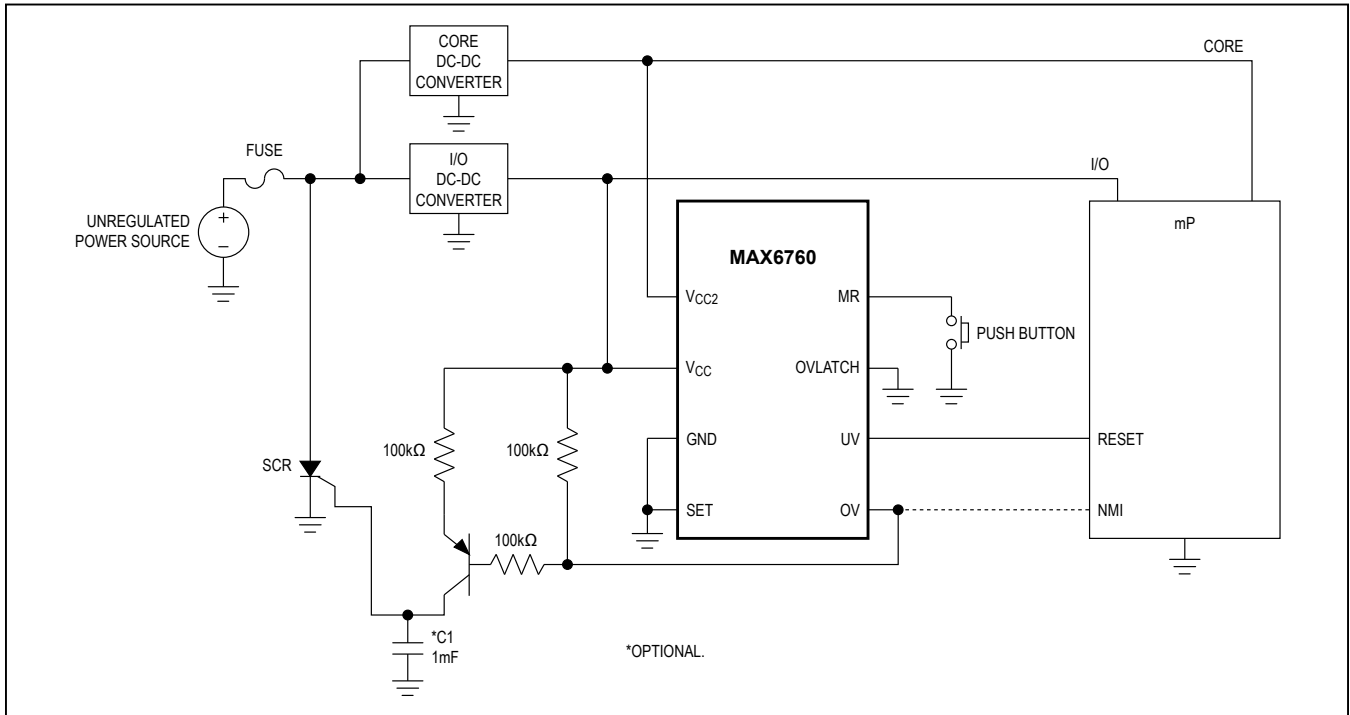 CORE
DC-DC
CONVERTER
CORE
FUSE
I/O
DC-DC
CONVERTER
I/O
UNREGULATED
POWER SOURCE
+
−
mP
MAX6760
VCC2
MR
PUSH BUTTON
VCC
OVLATCH
100kΩ
100kΩ
GND
UV
RESET
SCR
SET
OV
NMI
100kΩ
*C1
1mF
*OPTIONAL.